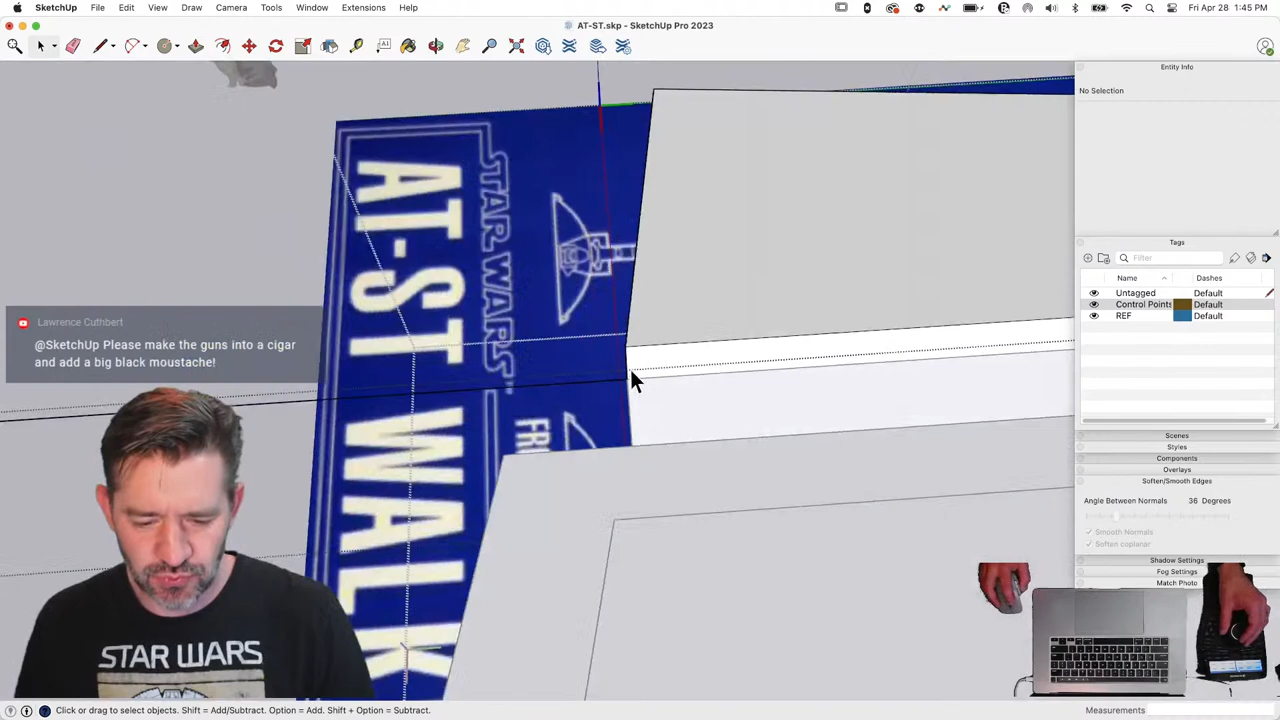 SketchUp File Edit View Draw Camera Tools Window Extensions Help
Fri Apr 28 1:45 PM
AT-ST.skp - SketchUp Pro 2023
Entity Info
No Selection
Tags
Filter
Name Dashes
Untagged Default
Control Points Default
REF Default
Scenes
Styles
Components
Overlays
Soften/Smooth Edges
Angle Between Normals 36 Degrees
Smooth Normals
Soften coplanar
Shadow Settings
Fog Settings
Match Photo
AT-ST WALK
STAR WARS
FR
Lawrence Cuthbert
@SketchUp Please make the guns into a cigar
and add a big black moustache!
STAR WARS
Click or drag to select objects. Shift = Add/Subtract. Option = Add. Shift + Option = Subtract.
Measurements